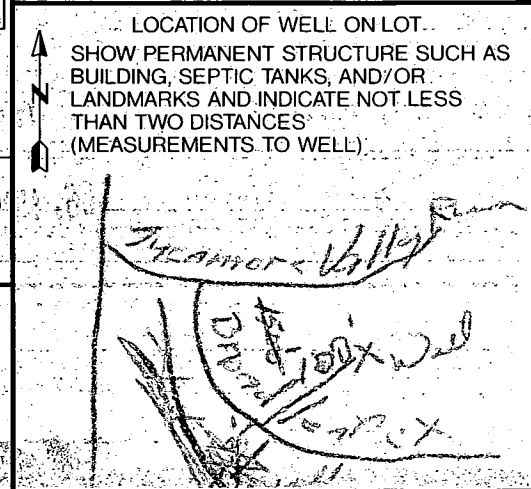 LOCATION OF WELL ON LOT
SHOW PERMANENT STRUCTURE SUCH AS
BUILDING, SEPTIC TANKS, AND/OR
LANDMARKS AND INDICATE NOT LESS
THAN TWO DISTANCES
(MEASUREMENTS TO WELL)
N
Sycamore Valley
100' X Well
X